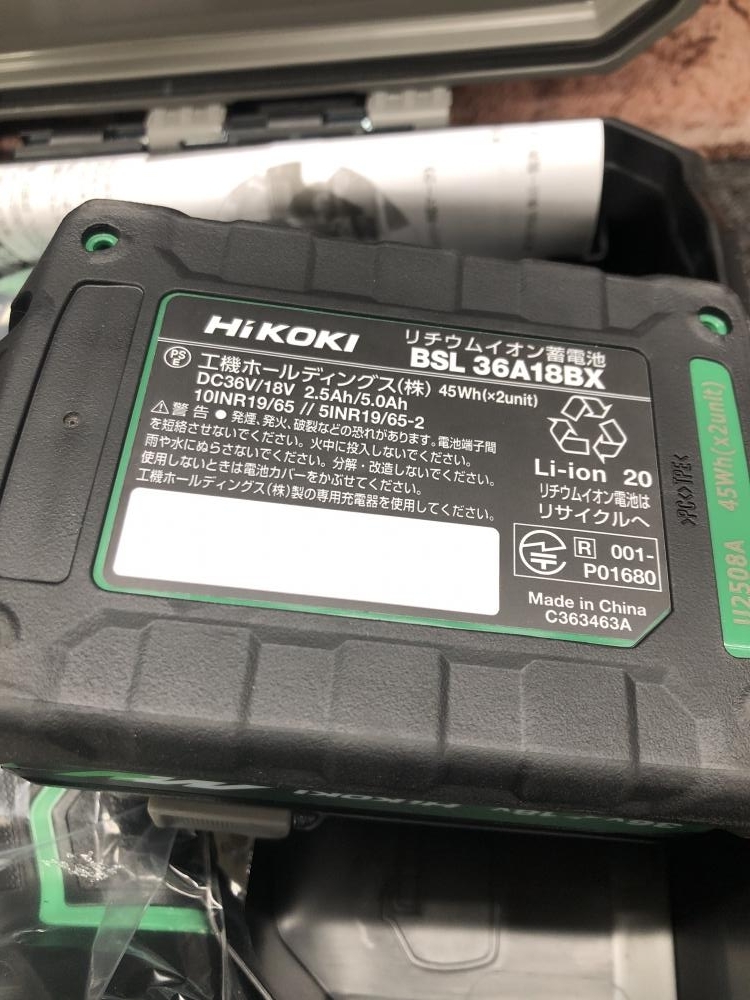 HiKOKI
リチウムイオン蓄電池
BSL 36A18BX
PS E
工機ホールディングス(株) 45Wh(×2unit)
DC36V/18V 2.5Ah/5.0Ah
10INR19/65 // 5INR19/65-2
⚠警告 ● 発煙、発火、破裂などの恐れがあります。電池端子間
を短絡させないでください。火中に投入しないでください。
雨や水にぬらさないでください。分解・改造しないでください。
使用しないときは電池カバーをかぶせてください。
工機ホールディングス(株)製の専用充電器を使用してください。
Li-ion 20
リチウムイオン電池は
リサイクルへ
R 001-
P01680
Made in China
C363463A
>PC<>TPE<
U2508A 45Wh(×2unit)
HiKOKI